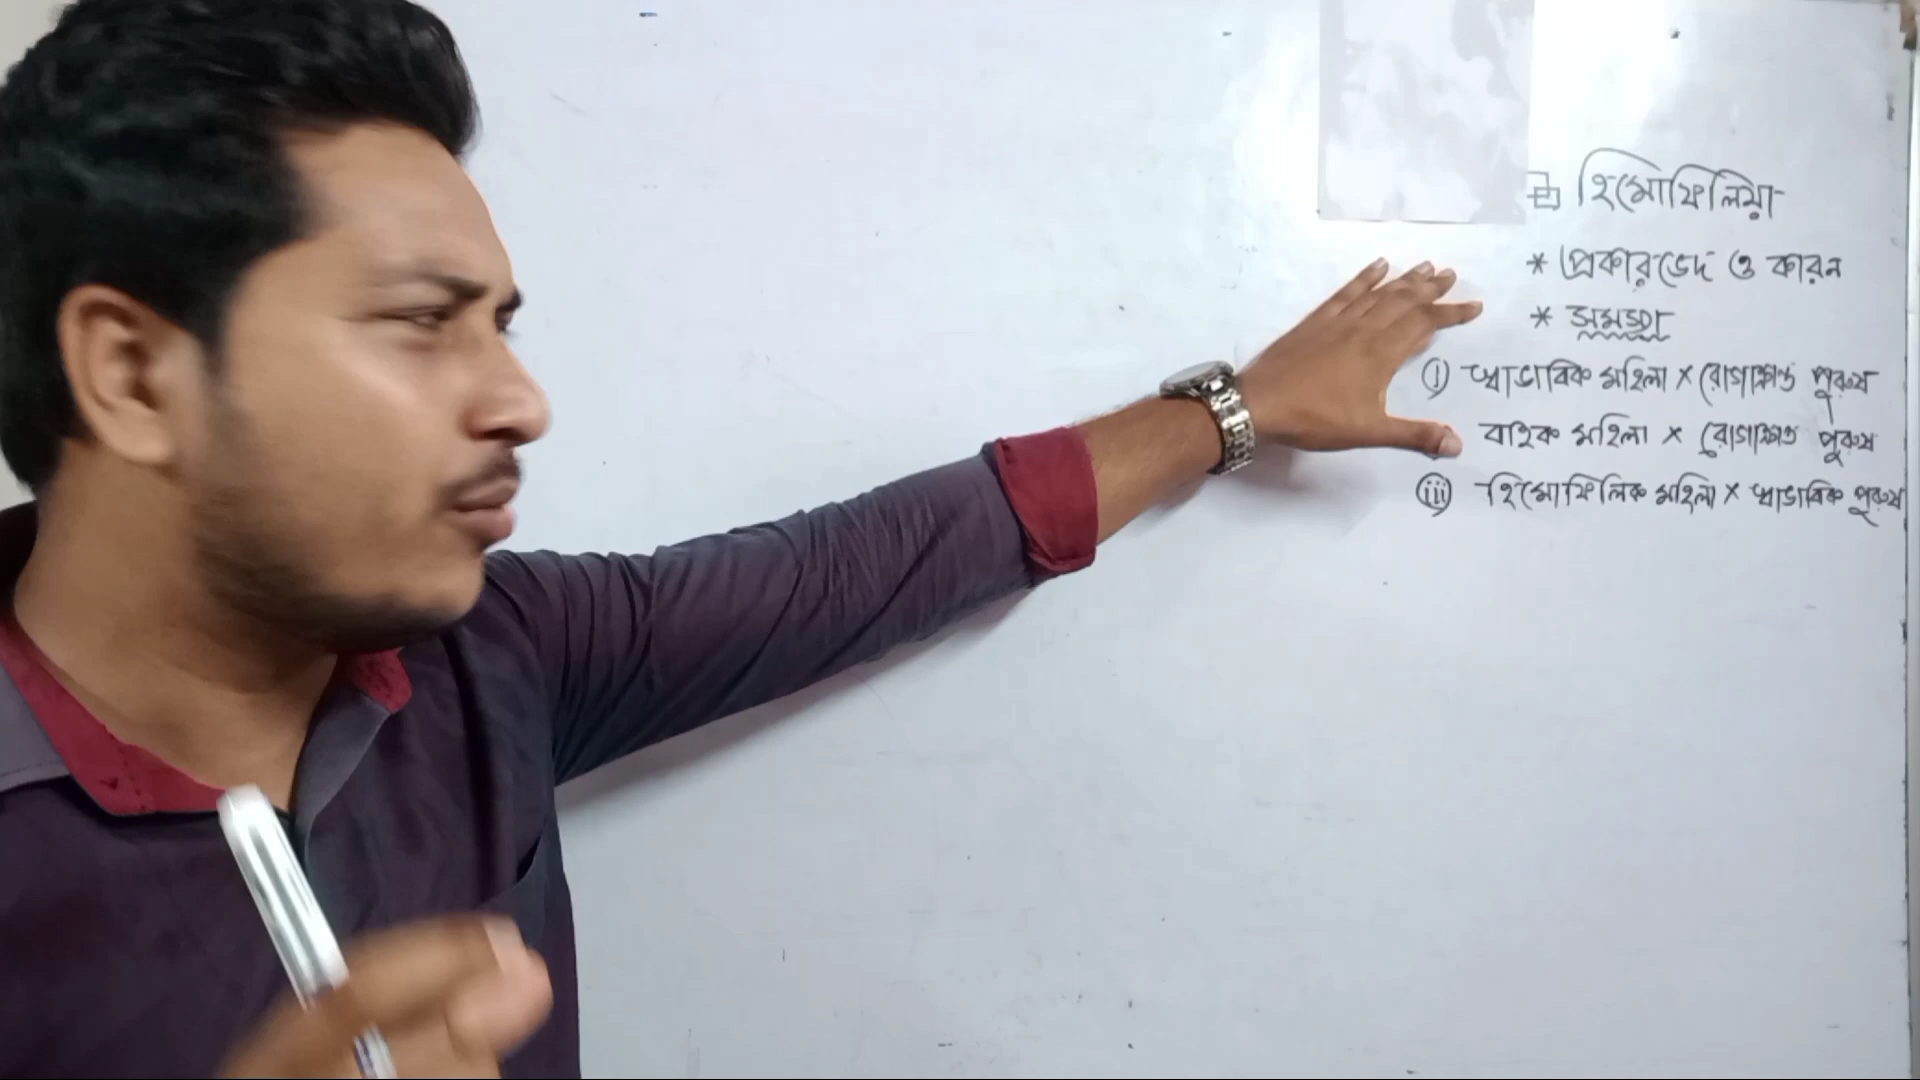 হিমোফিলিয়া
* প্রকারভেদ ও কারন
* সমস্যা
(i) স্বাভাবিক মহিলা × রোগাক্রান্ত পুরুষ
বাহক মহিলা × রোগাক্রান্ত পুরুষ
(iii) হিমোফিলিক মহিলা × স্বাভাবিক পুরুষ